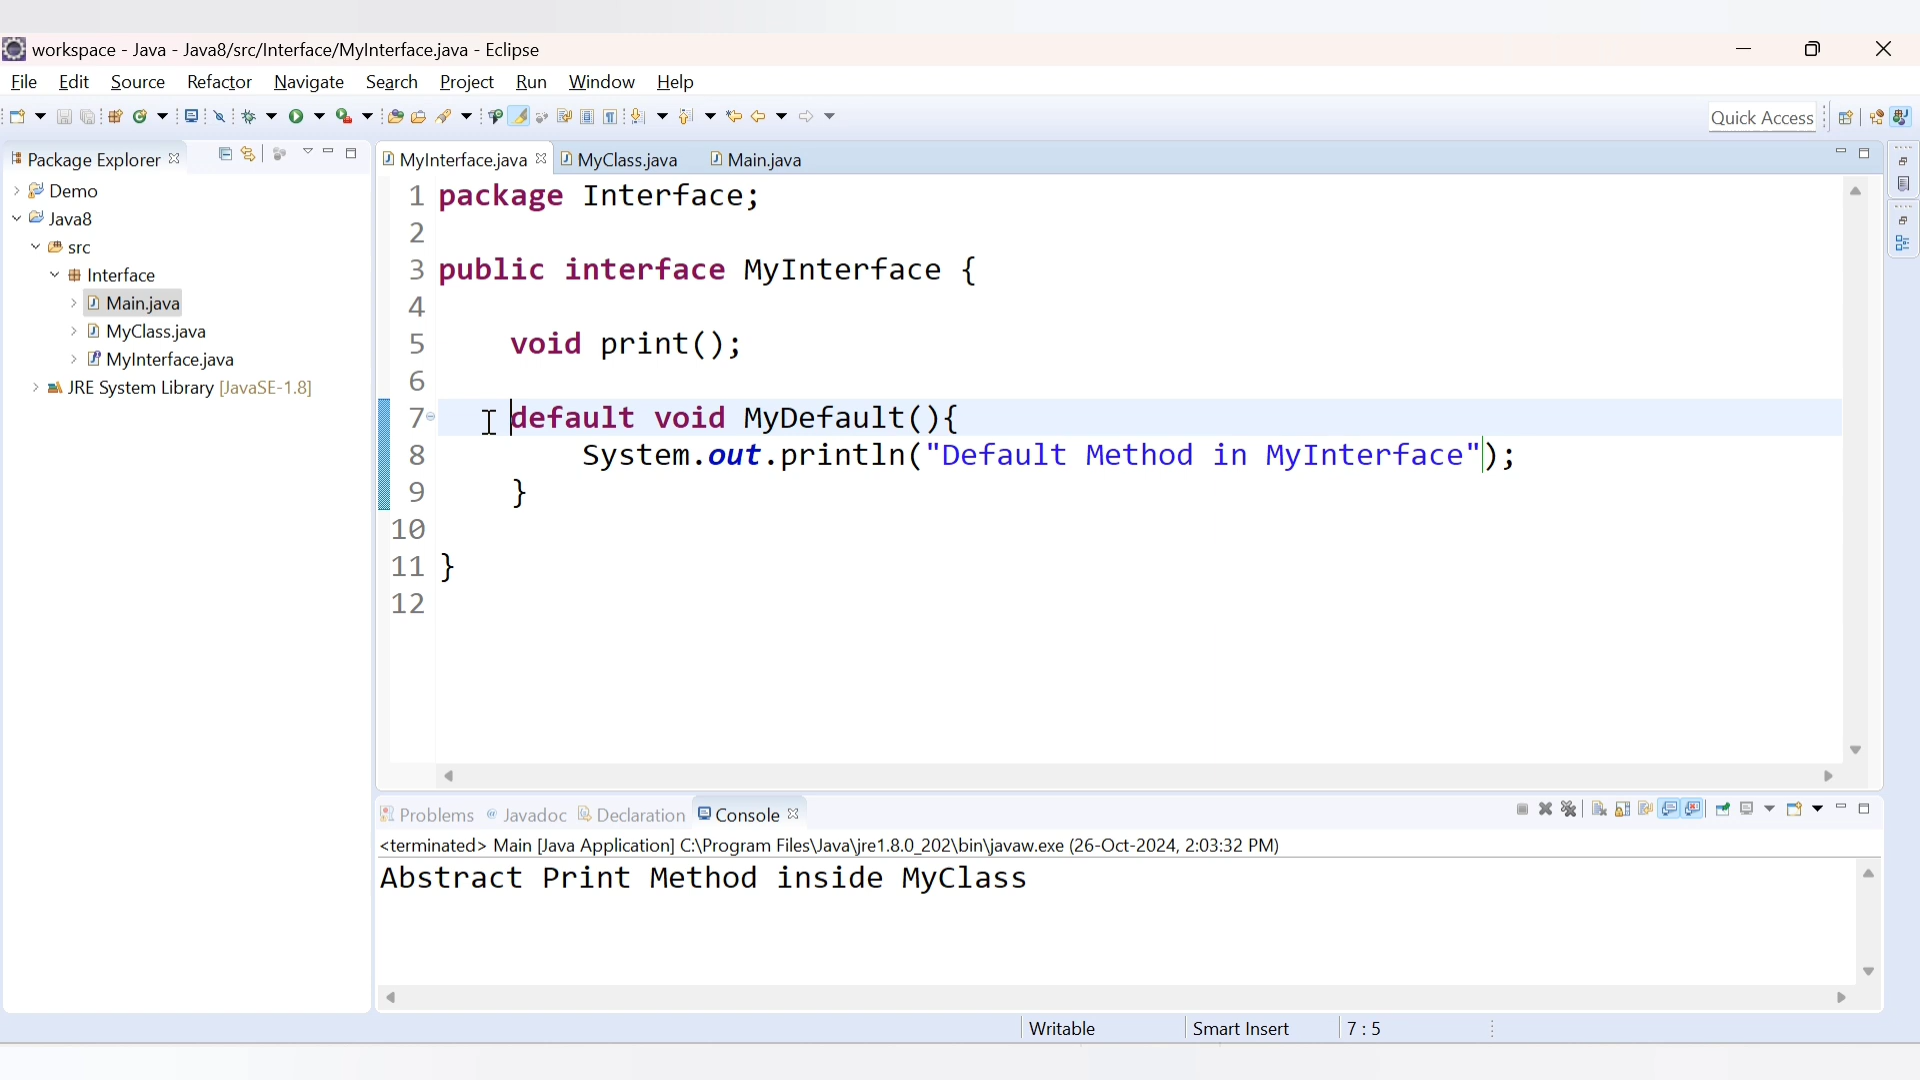 workspace - Java - Java8/src/Interface/MyInterface.java - Eclipse
File Edit Source Refactor Navigate Search Project Run Window Help
Quick Access
Package Explorer
Demo
Java8
src
Interface
Main.java
MyClass.java
MyInterface.java
JRE System Library [JavaSE-1.8]
MyInterface.java MyClass.java Main.java
1 package Interface;
2
3 public interface MyInterface {
4
5 void print();
6
7 default void MyDefault(){
8 System.out.println("Default Method in MyInterface");
9 }
10
11 }
12
Problems Javadoc Declaration Console
<terminated> Main [Java Application] C:\Program Files\Java\jre1.8.0_202\bin\javaw.exe (26-Oct-2024, 2:03:32 PM)
Abstract Print Method inside MyClass
Writable Smart Insert 7 : 5